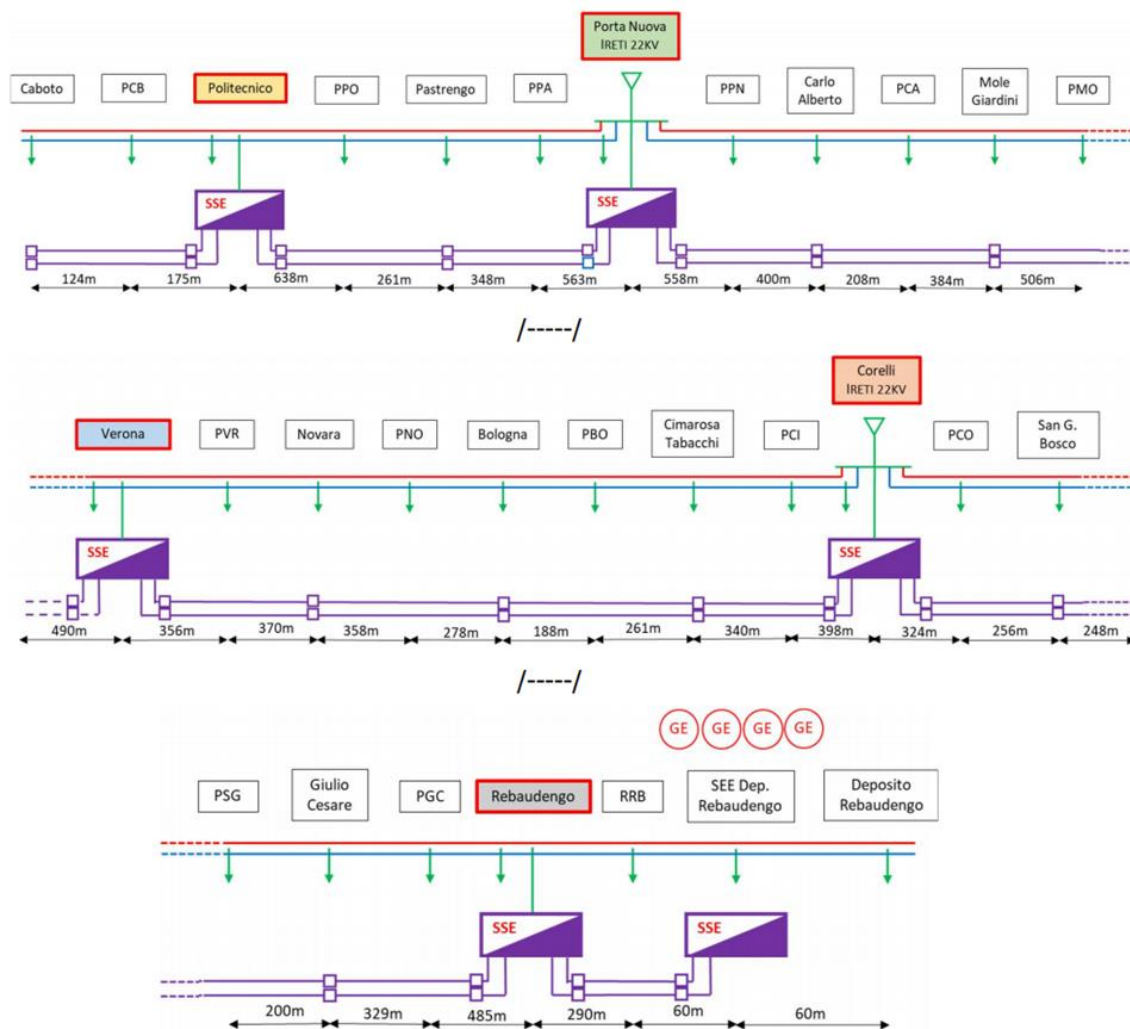 Porta Nuova
IRETI 22KV
Caboto
PCB
Politecnico
PPO
Pastrengo
PPA
PPN
Carlo
Alberto
PCA
Mole
Giardini
PMO
SSE
SSE
124m
175m
638m
261m
348m
563m
558m
400m
208m
384m
506m
/-----/
Corelli
IRETI 22KV
Verona
PVR
Novara
PNO
Bologna
PBO
Cimarosa
Tabacchi
PCI
PCO
San G.
Bosco
SSE
SSE
490m
356m
370m
358m
278m
188m
261m
340m
398m
324m
256m
248m
/-----/
GE
GE
GE
GE
PSG
Giulio
Cesare
PGC
Rebaudengo
RRB
SEE Dep.
Rebaudengo
Deposito
Rebaudengo
SSE
SSE
200m
329m
485m
290m
60m
60m